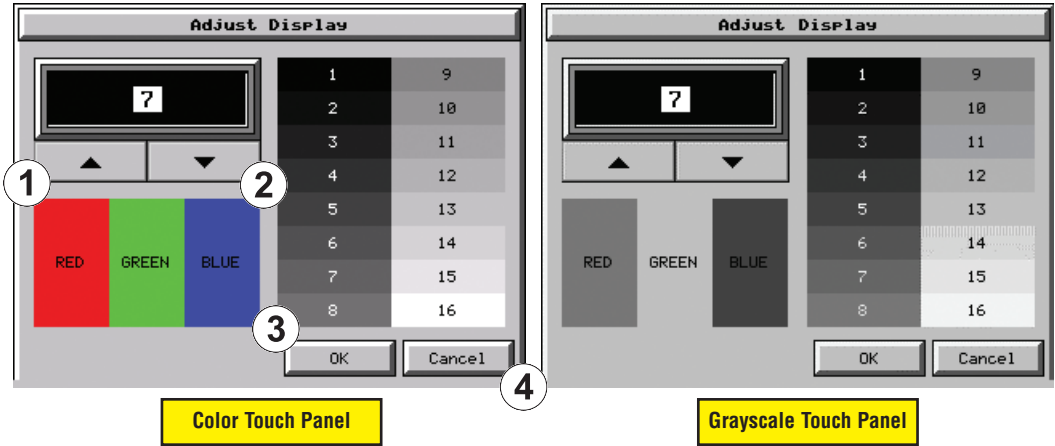 Adjust Display
7
1 9
2 10
3 11
4 12
5 13
6 14
7 15
8 16
1
2
RED GREEN BLUE
3
OK Cancel
4
Color Touch Panel
Adjust Display
7
1 9
2 10
3 11
4 12
5 13
6 14
7 15
8 16
RED GREEN BLUE
OK Cancel
Grayscale Touch Panel